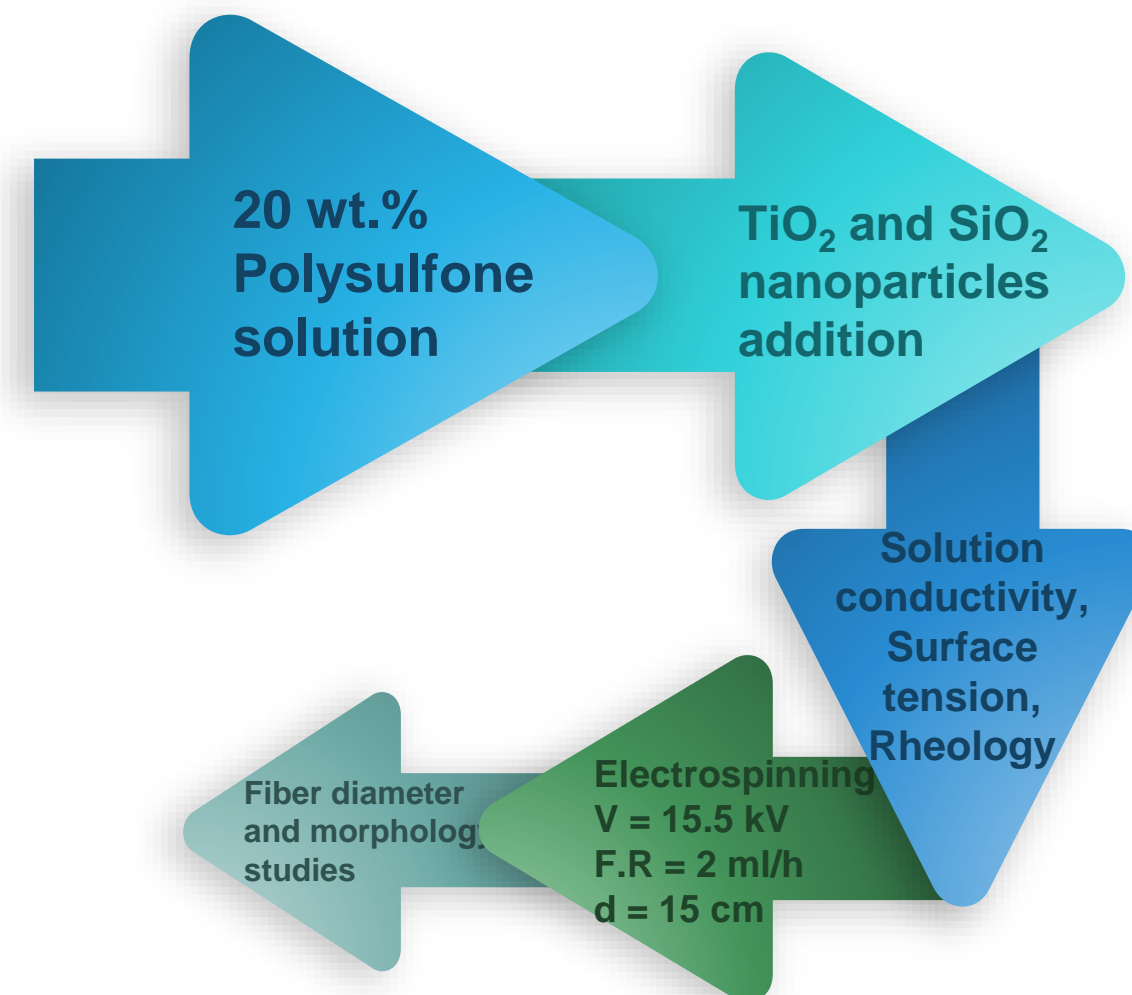 20 wt.%
Polysulfone
solution
TiO₂ and SiO₂
nanoparticles
addition
Solution
conductivity,
Surface
tension,
Rheology
Electrospinning
V = 15.5 kV
F.R = 2 ml/h
d = 15 cm
Fiber diameter
and morphology
studies